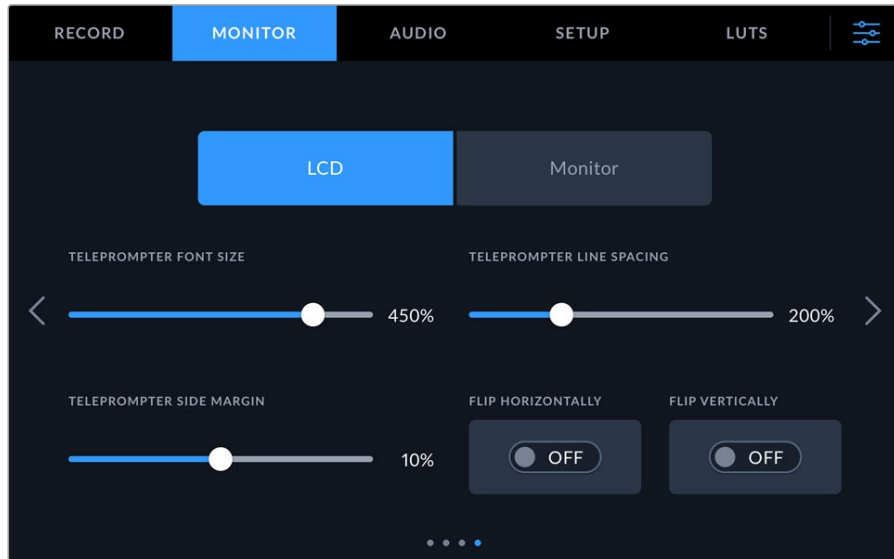 RECORD MONITOR AUDIO SETUP LUTS
LCD Monitor
TELEPROMPTER FONT SIZE TELEPROMPTER LINE SPACING
450% 200%
TELEPROMPTER SIDE MARGIN FLIP HORIZONTALLY FLIP VERTICALLY
10% OFF OFF